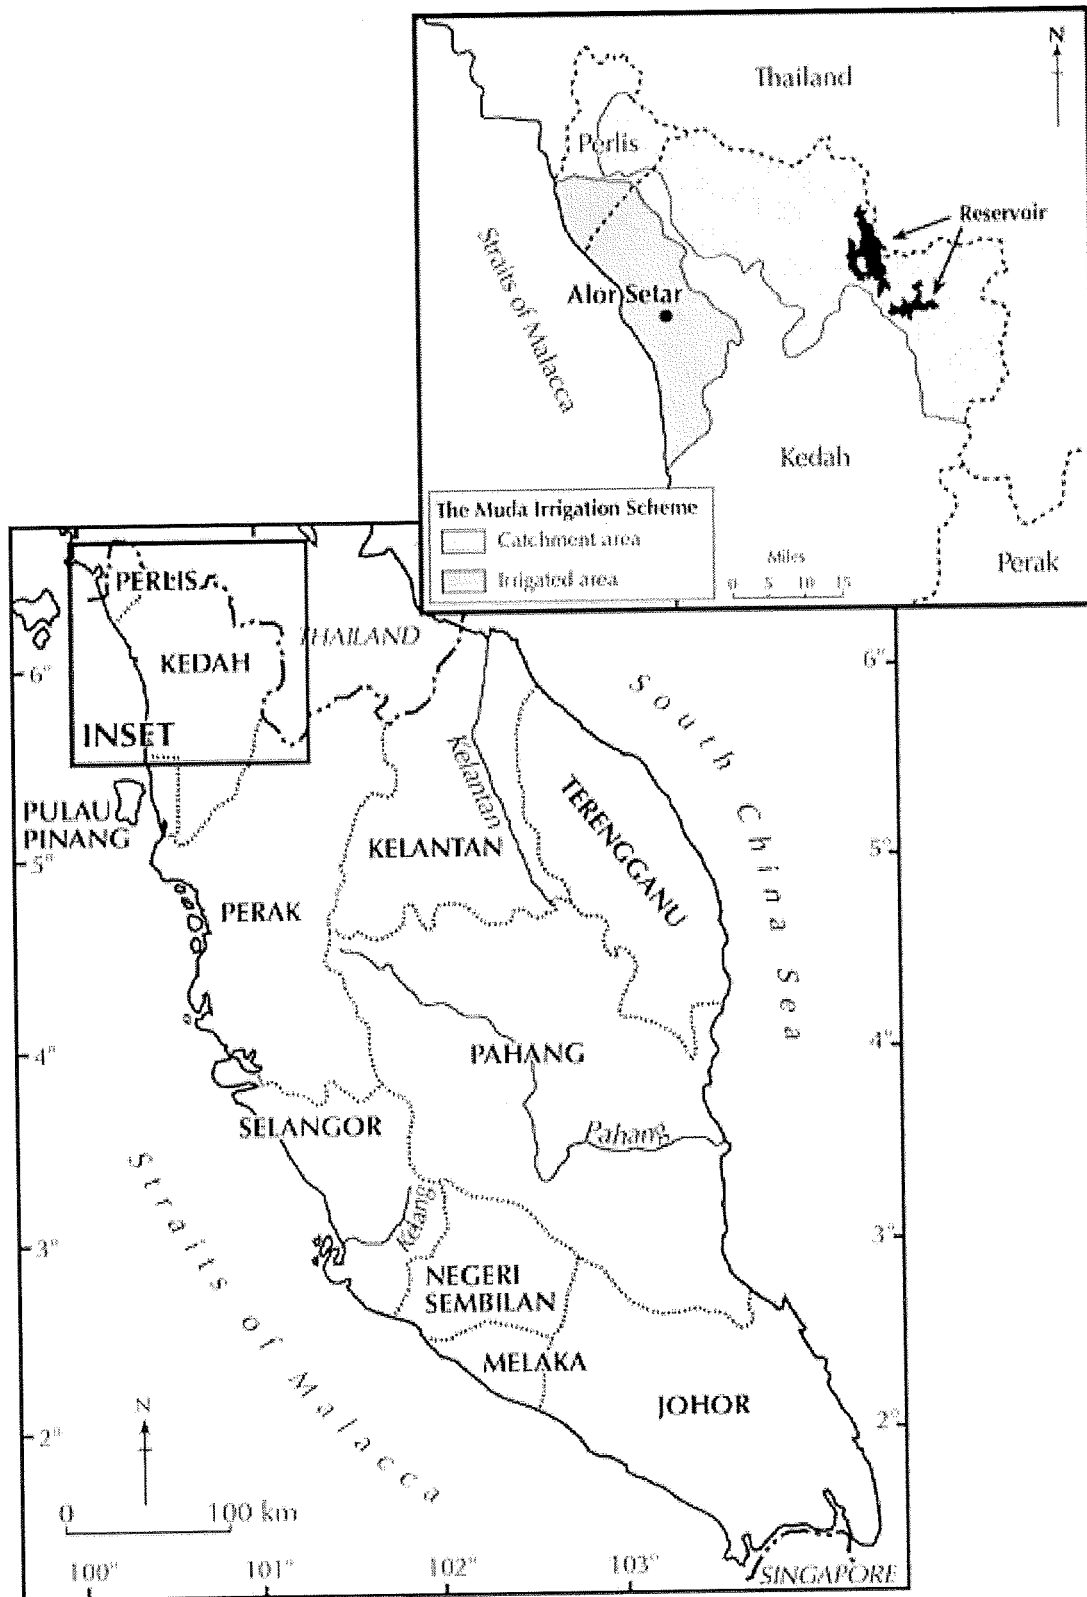 N
Thailand
Perlis
Reservoir
Straits of Malacca
Alor Setar
Kedah
The Muda Irrigation Scheme
Catchment area
Irrigated area
Miles
0 5 10 15
Perak
PERLIS
THAILAND
KEDAH
6°
6°
INSET
South China Sea
Kelantan
PULAU
PINANG
TERENGGANU
KELANTAN
5°
5°
PERAK
4°
4°
PAHANG
SELANGOR
Pahang
Straits of Malacca
Kelang
3°
3°
NEGERI
SEMBILAN
MELAKA
JOHOR
N
2°
2°
0 100 km
100° 101° 102° 103°
SINGAPORE